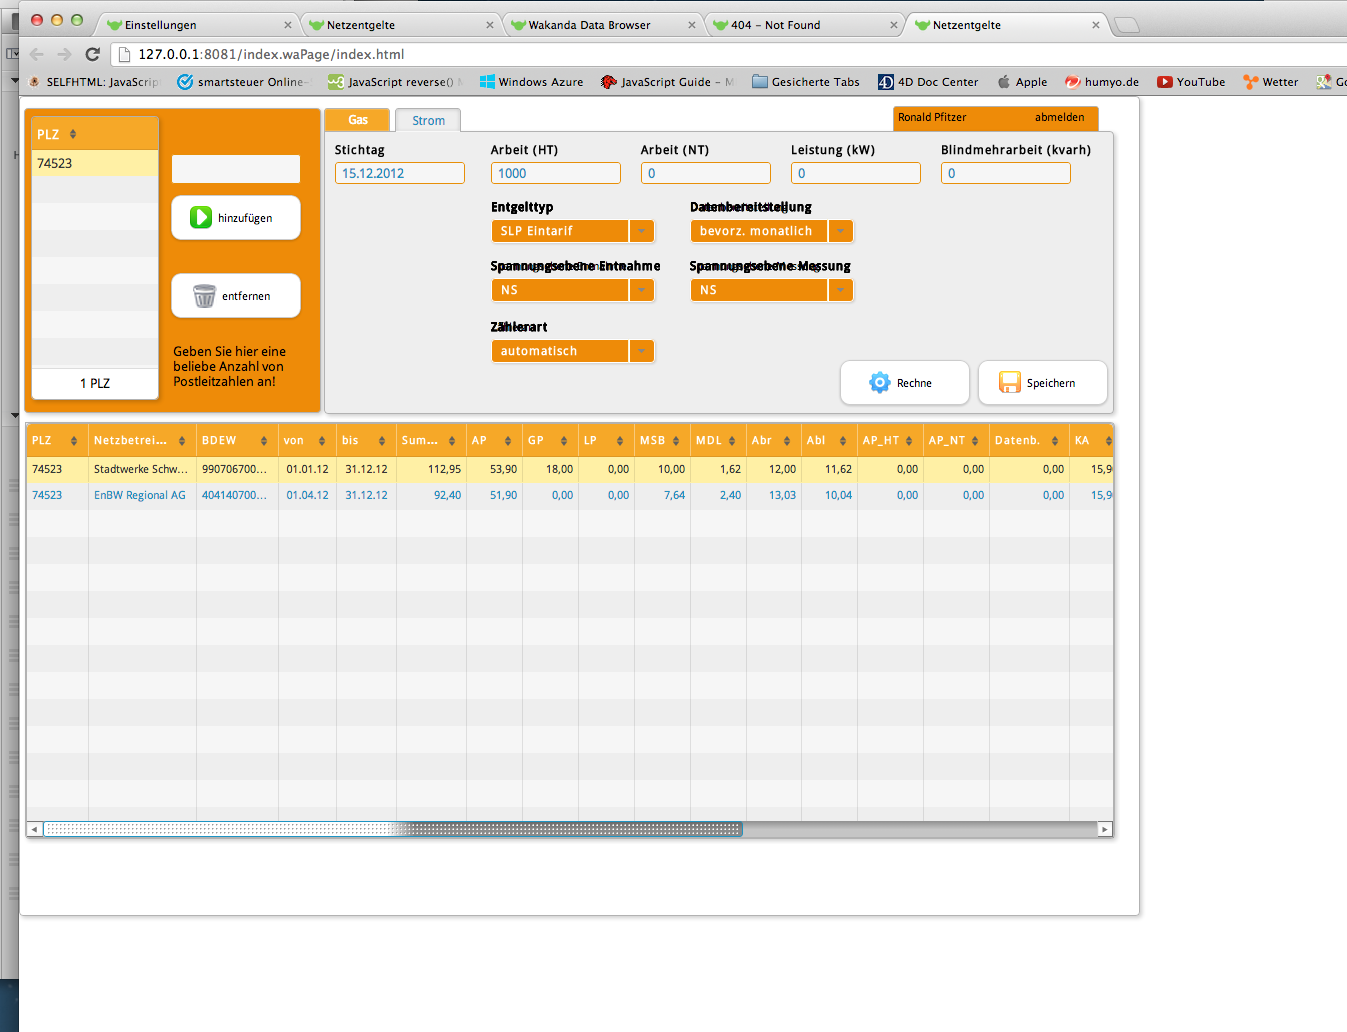 Einstellungen
Netzentgelte
Wakanda Data Browser
404 – Not Found
Netzentgelte
127.0.0.1:8081/index.waPage/index.html
SELFHTML: JavaScrip
smartsteuer Online-
JavaScript reverse()
Windows Azure
JavaScript Guide – M
Gesicherte Tabs
4D Doc Center
Apple
humyo.de
YouTube
Wetter
Go
PLZ
74523
1 PLZ
hinzufügen
entfernen
Geben Sie hier eine
beliebe Anzahl von
Postleitzahlen an!
Gas
Strom
Ronald Pfitzer abmelden
Stichtag Arbeit (HT) Arbeit (NT) Leistung (kW) Blindmehrarbeit (kvarh)
15.12.2012 1000 0 0 0
Entgelttyp Datenbereitstellung
SLP Eintarif bevorz. monatlich
Spannungsebene Entnahme Spannungsebene Messung
NS NS
Zählerart
automatisch
Rechne Speichern
PLZ Netzbetrei... BDEW von bis Sum... AP GP LP MSB MDL Abr Abl AP_HT AP_NT Datenb. KA
74523 Stadtwerke Schw... 990706700... 01.01.12 31.12.12 112,95 53,90 18,00 0,00 10,00 1,62 12,00 11,62 0,00 0,00 0,00 15,9
74523 EnBW Regional AG 404140700... 01.04.12 31.12.12 92,40 51,90 0,00 0,00 7,64 2,40 13,03 10,04 0,00 0,00 0,00 15,9